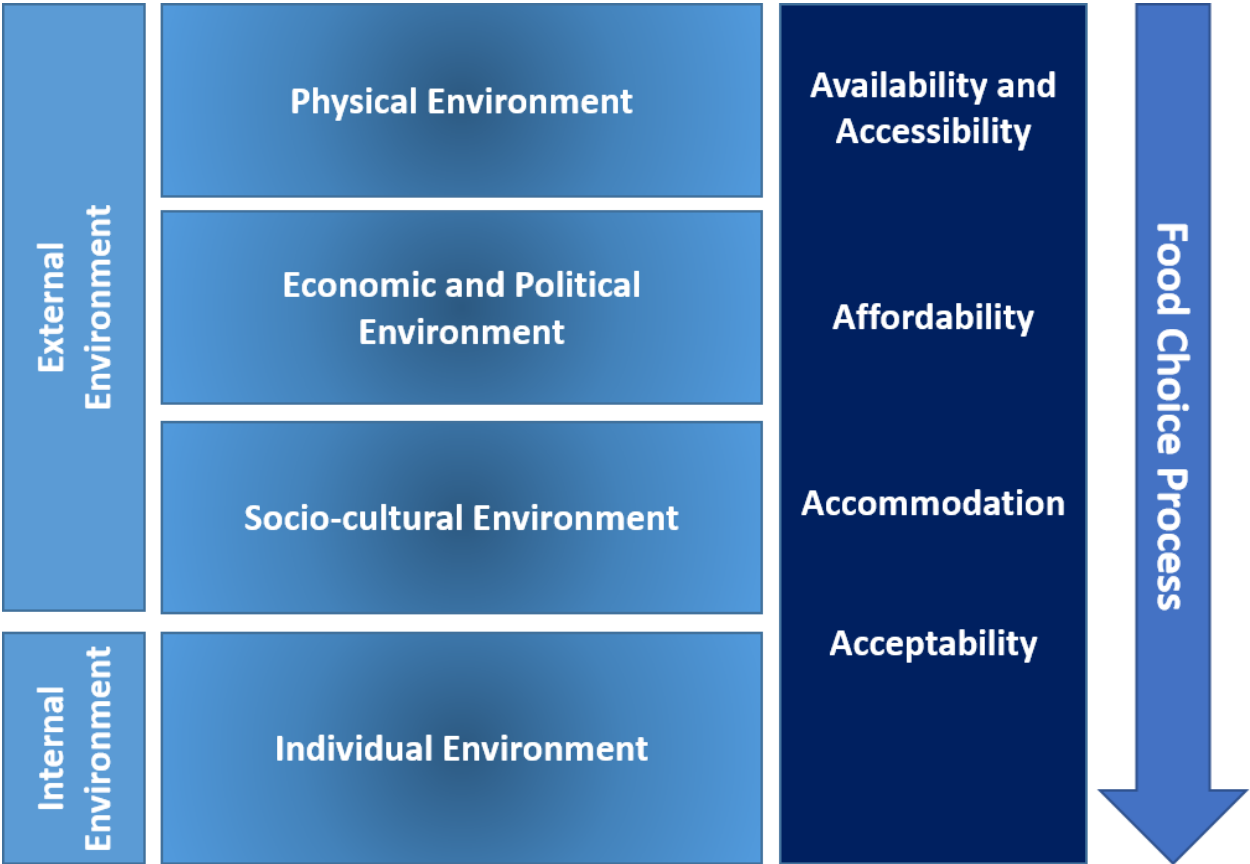 External
Environment
Physical Environment
Economic and Political
Environment
Socio-cultural Environment
Internal
Environment
Individual Environment
Availability and
Accessibility
Affordability
Accommodation
Acceptability
Food Choice Process